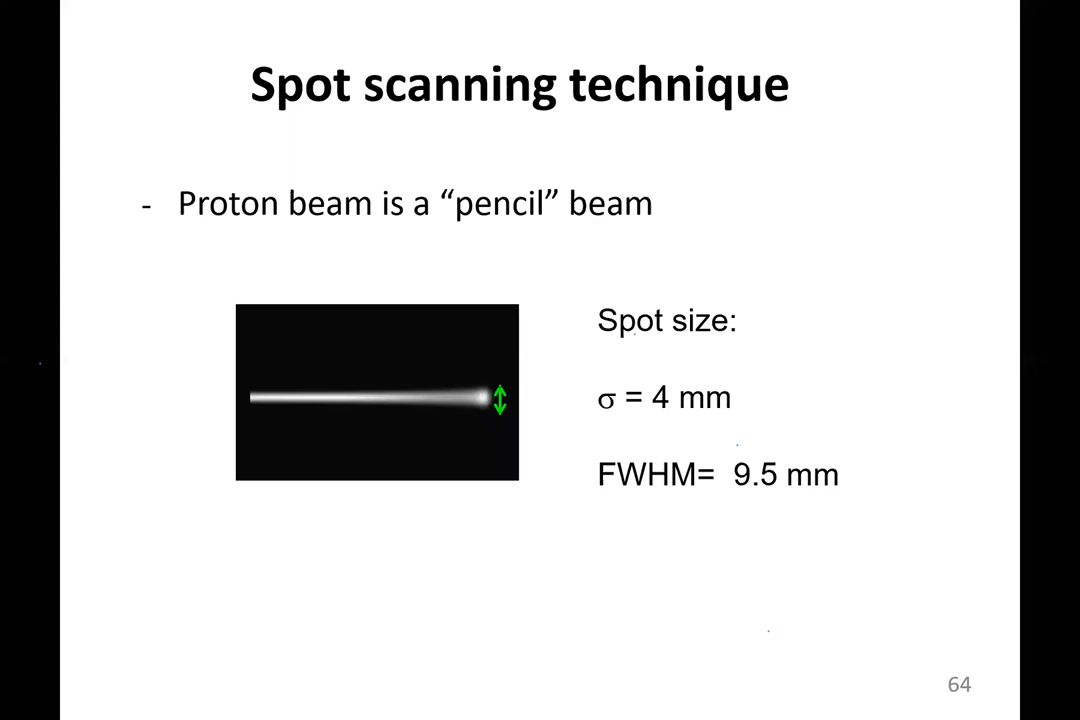 Spot scanning technique
- Proton beam is a “pencil” beam
Spot size:
σ = 4 mm
FWHM= 9.5 mm
64